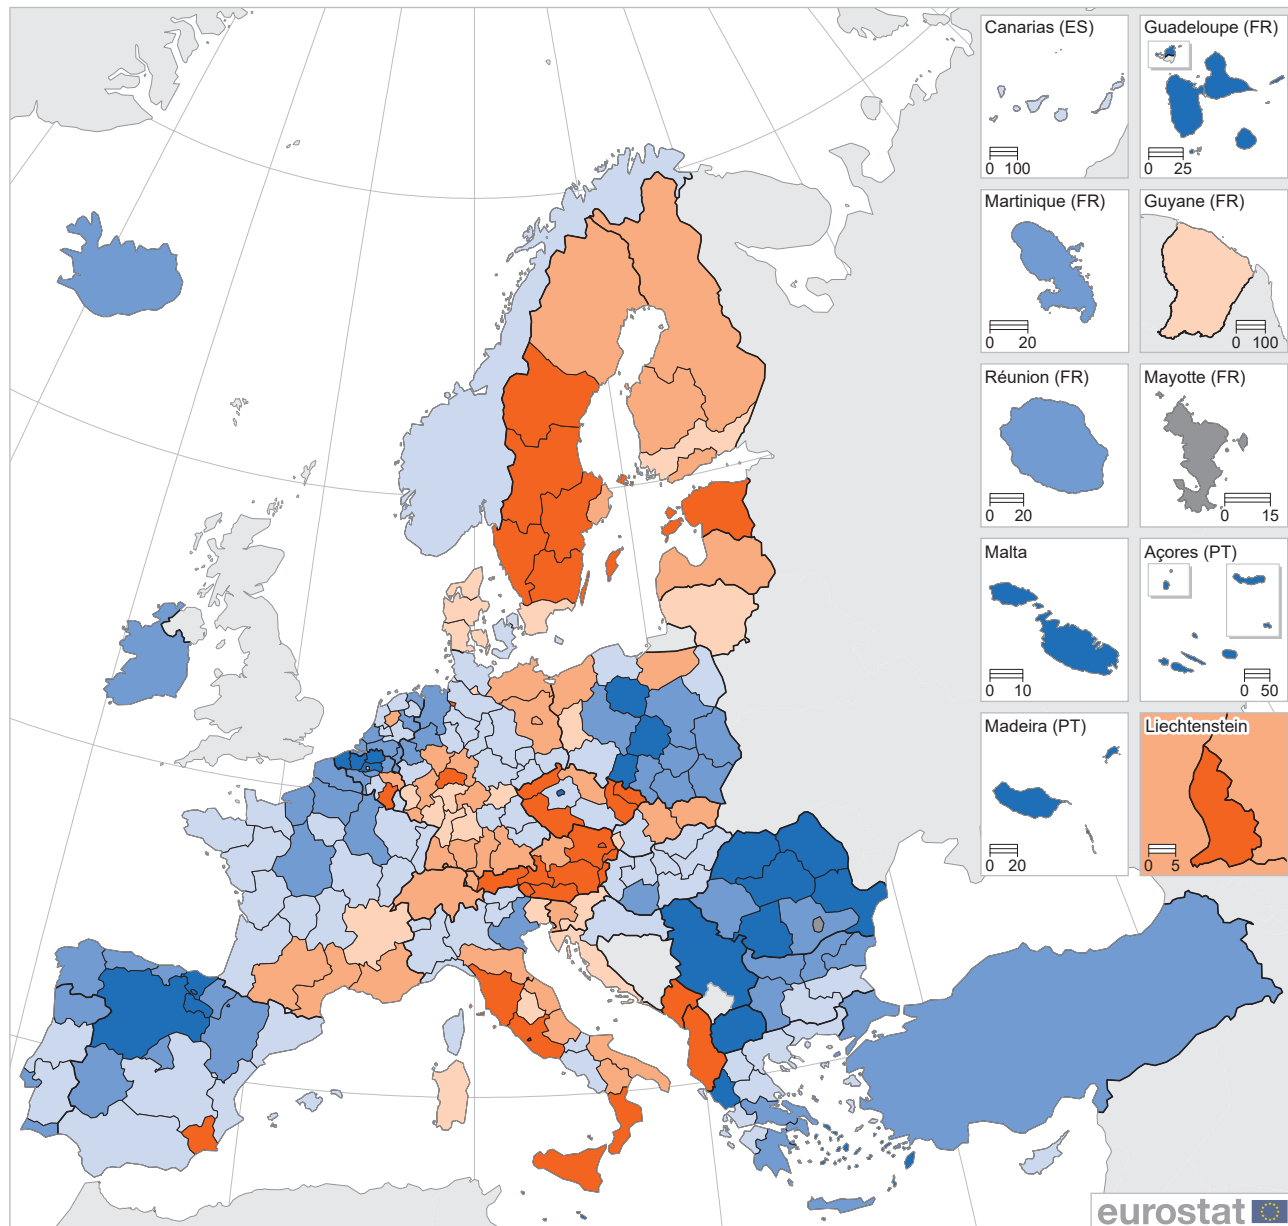 Canarias (ES)
0 100
Guadeloupe (FR)
0 25
Martinique (FR)
0 20
Guyane (FR)
0 100
Réunion (FR)
0 20
Mayotte (FR)
0 15
Malta
0 10
Açores (PT)
0 50
Madeira (PT)
0 20
Liechtenstein
0 5
eurostat